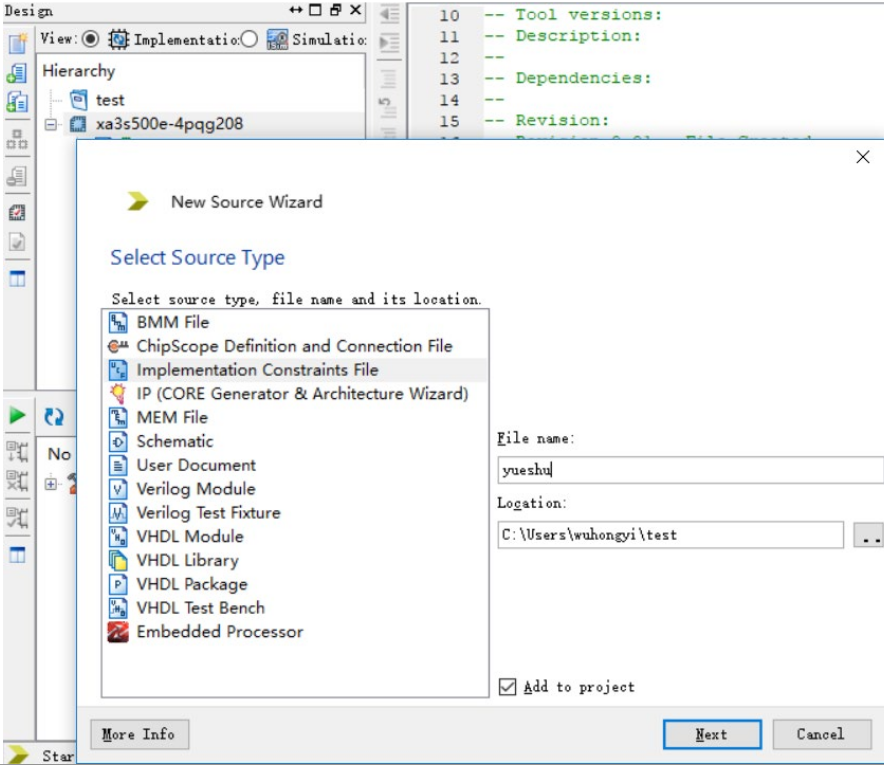 Design
View: Implementatio: Simulatio:
Hierarchy
test
xa3s500e-4pqg208
10 -- Tool versions:
11 -- Description:
12 --
13 -- Dependencies:
14 --
15 -- Revision:
New Source Wizard
Select Source Type
Select source type, file name and its location.
BMM File
ChipScope Definition and Connection File
Implementation Constraints File
IP (CORE Generator & Architecture Wizard)
MEM File
Schematic
User Document
Verilog Module
Verilog Test Fixture
VHDL Module
VHDL Library
VHDL Package
VHDL Test Bench
Embedded Processor
File name:
yueshu
Location:
C:\Users\wuhongyi\test
..
Add to project
No
More Info
Next
Cancel
Star